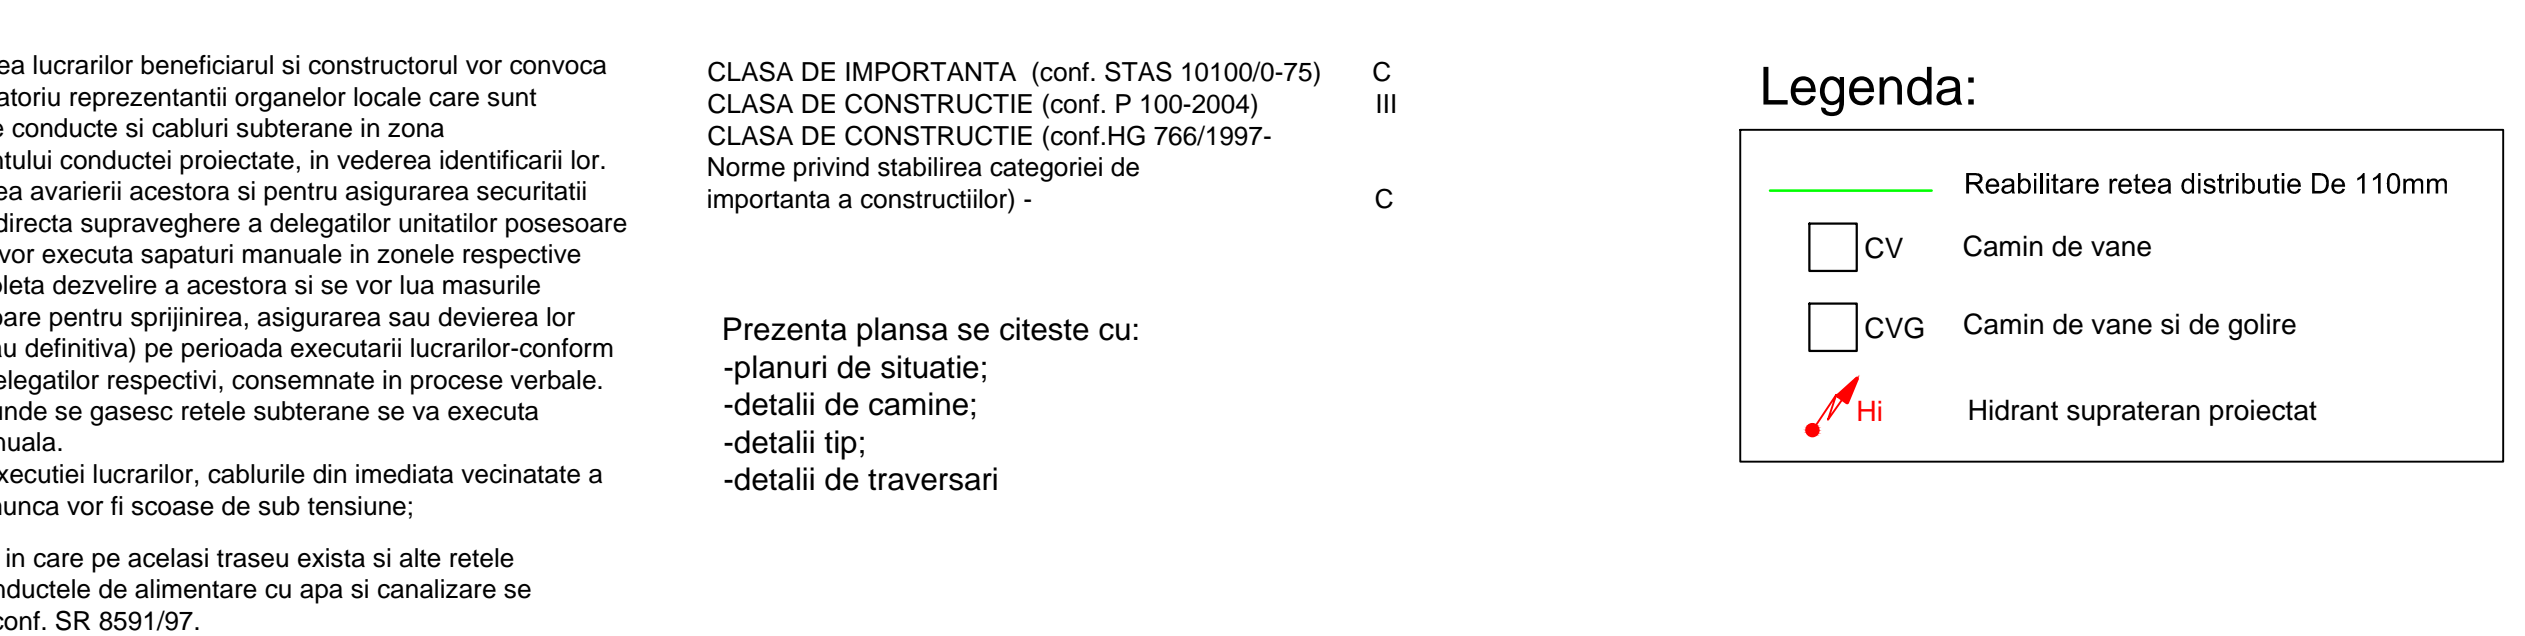 ea lucrarilor beneficiarul si constructorul vor convoca
atoriu reprezentantii organelor locale care sunt
e conducte si cabluri subterane in zona
ntului conductei proiectate, in vederea identificarii lor.
ea avarierii acestora si pentru asigurarea securitatii
directa supraveghere a delegatilor unitatilor posesoare
vor executa sapaturi manuale in zonele respective
oleta dezvelire a acestora si se vor lua masurile
oare pentru sprijinirea, asigurarea sau devierea lor
au definitiva) pe perioada executarii lucrarilor-conform
elegatilor respectivi, consemnate in procese verbale.
unde se gasesc retele subterane se va executa
nuala.
xecutiei lucrarilor, cablurile din imediata vecinatate a
nunca vor fi scoase de sub tensiune;
in care pe acelasi traseu exista si alte retele
nductele de alimentare cu apa si canalizare se
conf. SR 8591/97.
CLASA DE IMPORTANTA (conf. STAS 10100/0-75) C
CLASA DE CONSTRUCTIE (conf. P 100-2004) III
CLASA DE CONSTRUCTIE (conf.HG 766/1997-
Norme privind stabilirea categoriei de
importanta a constructiilor) - C
Prezenta plansa se citeste cu:
-planuri de situatie;
-detalii de camine;
-detalii tip;
-detalii de traversari
Legenda:
Reabilitare retea distributie De 110mm
CV Camin de vane
CVG Camin de vane si de golire
Hi Hidrant suprateran proiectat